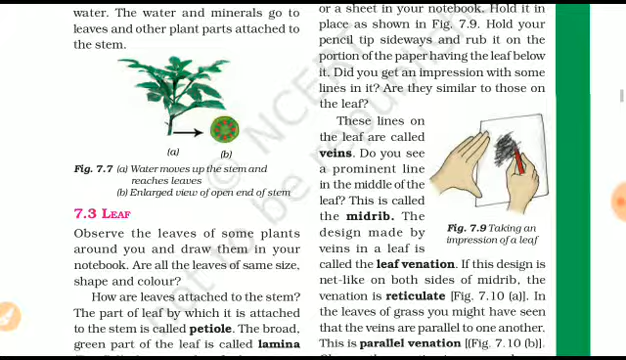 water. The water and minerals go to
leaves and other plant parts attached to
the stem.
(a)
(b)
Fig. 7.7 (a) Water moves up the stem and
reaches leaves
(b) Enlarged view of open end of stem
7.3 LEAF
Observe the leaves of some plants
around you and draw them in your
notebook. Are all the leaves of same size,
shape and colour?
How are leaves attached to the stem?
The part of leaf by which it is attached
to the stem is called petiole. The broad,
green part of the leaf is called lamina
or a sheet in your notebook. Hold it in
place as shown in Fig. 7.9. Hold your
pencil tip sideways and rub it on the
portion of the paper having the leaf below
it. Did you get an impression with some
lines in it? Are they similar to those on
the leaf?
These lines on
the leaf are called
veins. Do you see
a prominent line
in the middle of the
leaf? This is called
the midrib. The
design made by
veins in a leaf is
called the leaf venation. If this design is
net-like on both sides of midrib, the
venation is reticulate [Fig. 7.10 (a)]. In
the leaves of grass you might have seen
that the veins are parallel to one another.
This is parallel venation [(Fig. 7.10 (b)].
Fig. 7.9 Taking an
impression of a leaf
© NCERT
not to be republished